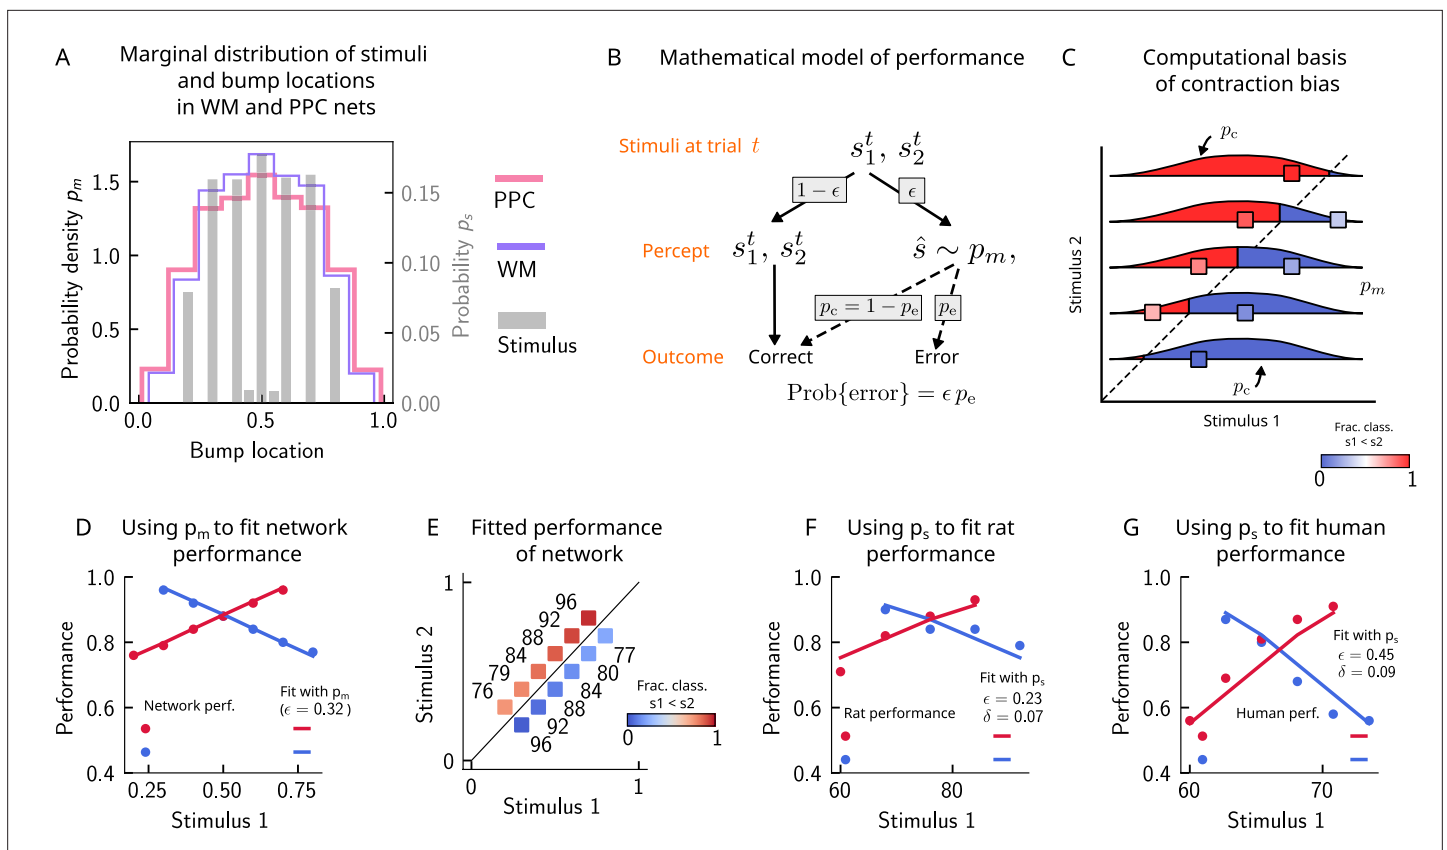 A
Marginal distribution of stimuli
and bump locations
in WM and PPC nets
Probability density p_m
1.5
1.0
0.5
0.0
0.15
0.10
0.05
0.00
Probability p_s
0.0
0.5
1.0
Bump location
PPC
WM
Stimulus
B
Mathematical model of performance
Stimuli at trial t
s_1^t, s_2^t
1 − ϵ
ϵ
Percept
s_1^t, s_2^t
ŝ ∼ p_m,
p_c = 1 − p_e
p_e
Outcome
Correct
Error
Prob{error} = ϵ p_e
C
Computational basis
of contraction bias
p_c
Stimulus 2
p_m
p_c
Stimulus 1
Frac. class.
s1 < s2
0
1
D
Using p_m to fit network
performance
Performance
1.0
0.8
0.6
0.4
Network perf.
Fit with p_m
(ϵ = 0.32)
0.25
0.50
0.75
Stimulus 1
E
Fitted performance
of network
Stimulus 2
1
0
96
92
88
84
79
76
77
80
84
88
92
96
Frac. class.
s1 < s2
0
1
0
1
Stimulus 1
F
Using p_s to fit rat
performance
Performance
1.0
0.8
0.6
0.4
Rat performance
Fit with p_s
ϵ = 0.23
δ = 0.07
60
80
Stimulus 1
G
Using p_s to fit human
performance
Performance
1.0
0.8
0.6
0.4
Fit with p_s
ϵ = 0.45
δ = 0.09
Human perf.
60
70
Stimulus 1